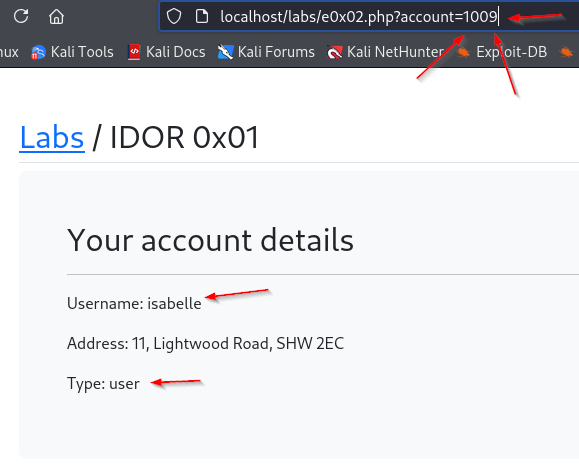 localhost/labs/e0x02.php?account=1009
nux Kali Tools Kali Docs Kali Forums Kali NetHunter Exploit-DB
Labs / IDOR 0x01
Your account details
Username: isabelle
Address: 11, Lightwood Road, SHW 2EC
Type: user